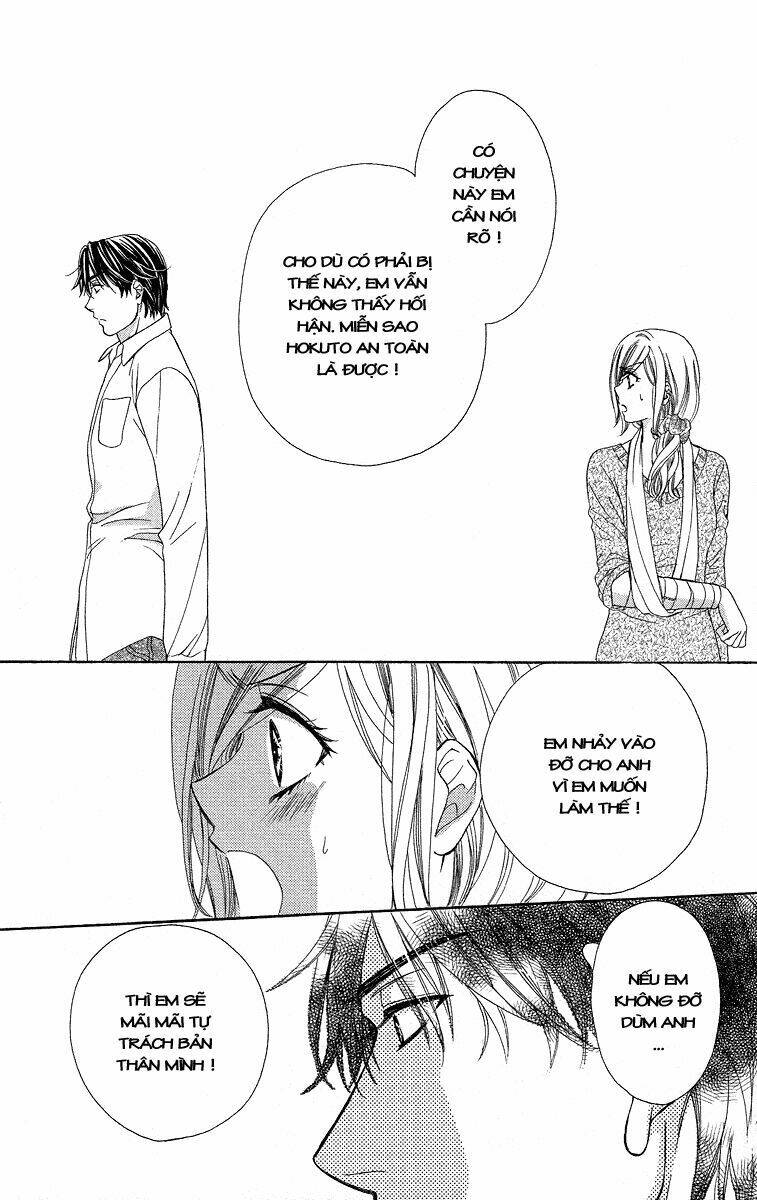 CÓ
CHUYỆN
NÀY EM
CẦN NÓI
RÕ !
CHO DÙ CÓ PHẢI BỊ
THẾ NÀY, EM VẪN
KHÔNG THẤY HỐI
HẬN. MIỄN SAO
HOKUTO AN TOÀN
LÀ ĐƯỢC !
EM NHẢY VÀO
ĐỠ CHO ANH
VÌ EM MUỐN
LÀM THẾ !
NẾU EM
KHÔNG ĐỠ
DÙM ANH
...
THÌ EM SẼ
MÃI MÃI TỰ
TRÁCH BẢN
THÂN MÌNH !